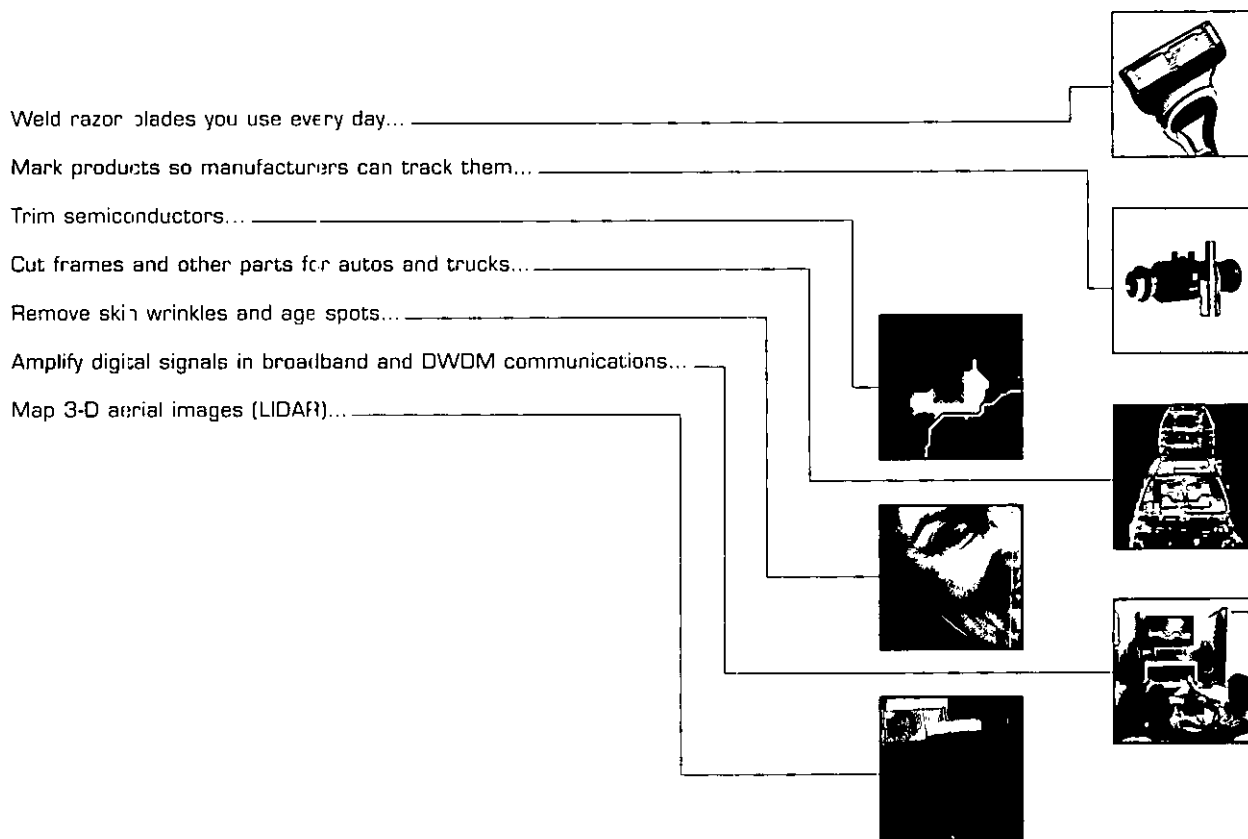 Weld razor blades you use every day...
Mark products so manufacturers can track them...
Trim semiconductors...
Cut frames and other parts for autos and trucks...
Remove skin wrinkles and age spots...
Amplify digital signals in broadband and DWDM communications...
Map 3-D aerial images (LIDAR)...